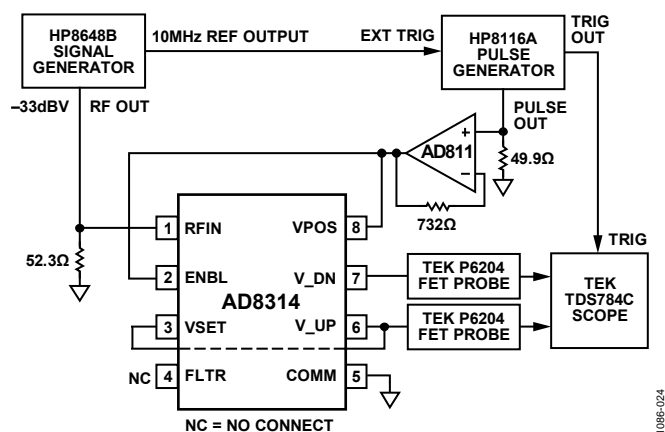 HP8648B
SIGNAL
GENERATOR
10MHz REF OUTPUT
EXT TRIG
HP8116A
PULSE
GENERATOR
TRIG
OUT
–33dBV
RF OUT
PULSE
OUT
+
AD811
–
49.9Ω
732Ω
52.3Ω
1
RFIN
VPOS
8
2
ENBL
V_DN
7
AD8314
3
VSET
V_UP
6
NC
4
FLTR
COMM
5
TEK P6204
FET PROBE
TEK P6204
FET PROBE
TRIG
TEK
TDS784C
SCOPE
NC = NO CONNECT
1086-024